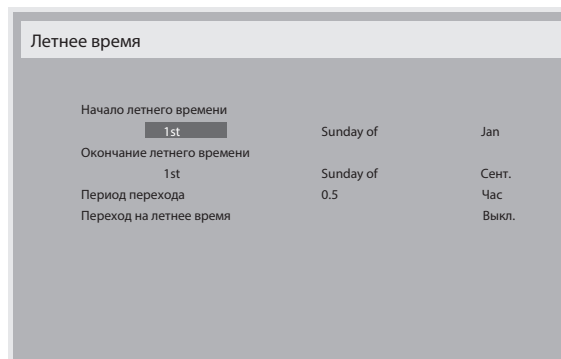 Летнее время
Начало летнего времени
1st Sunday of Jan
Окончание летнего времени
1st Sunday of Сент.
Период перехода 0.5 Час
Переход на летнее время Выкл.